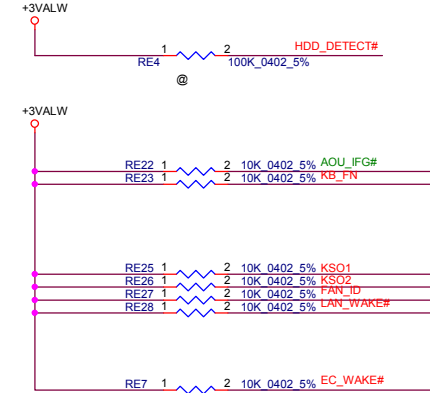 +3VALW
1 2 HDD_DETECT#
RE4 100K_0402_5%
@
+3VALW
RE22 1 2 10K_0402_5% AOU_IFG#
RE23 1 2 10K_0402_5% KB_FN
RE25 1 2 10K_0402_5% KSO1
RE26 1 2 10K_0402_5% KSO2
RE27 1 2 10K_0402_5% FAN_ID
RE28 1 2 10K_0402_5% LAN_WAKE#
RE7 1 2 10K_0402_5% EC_WAKE#